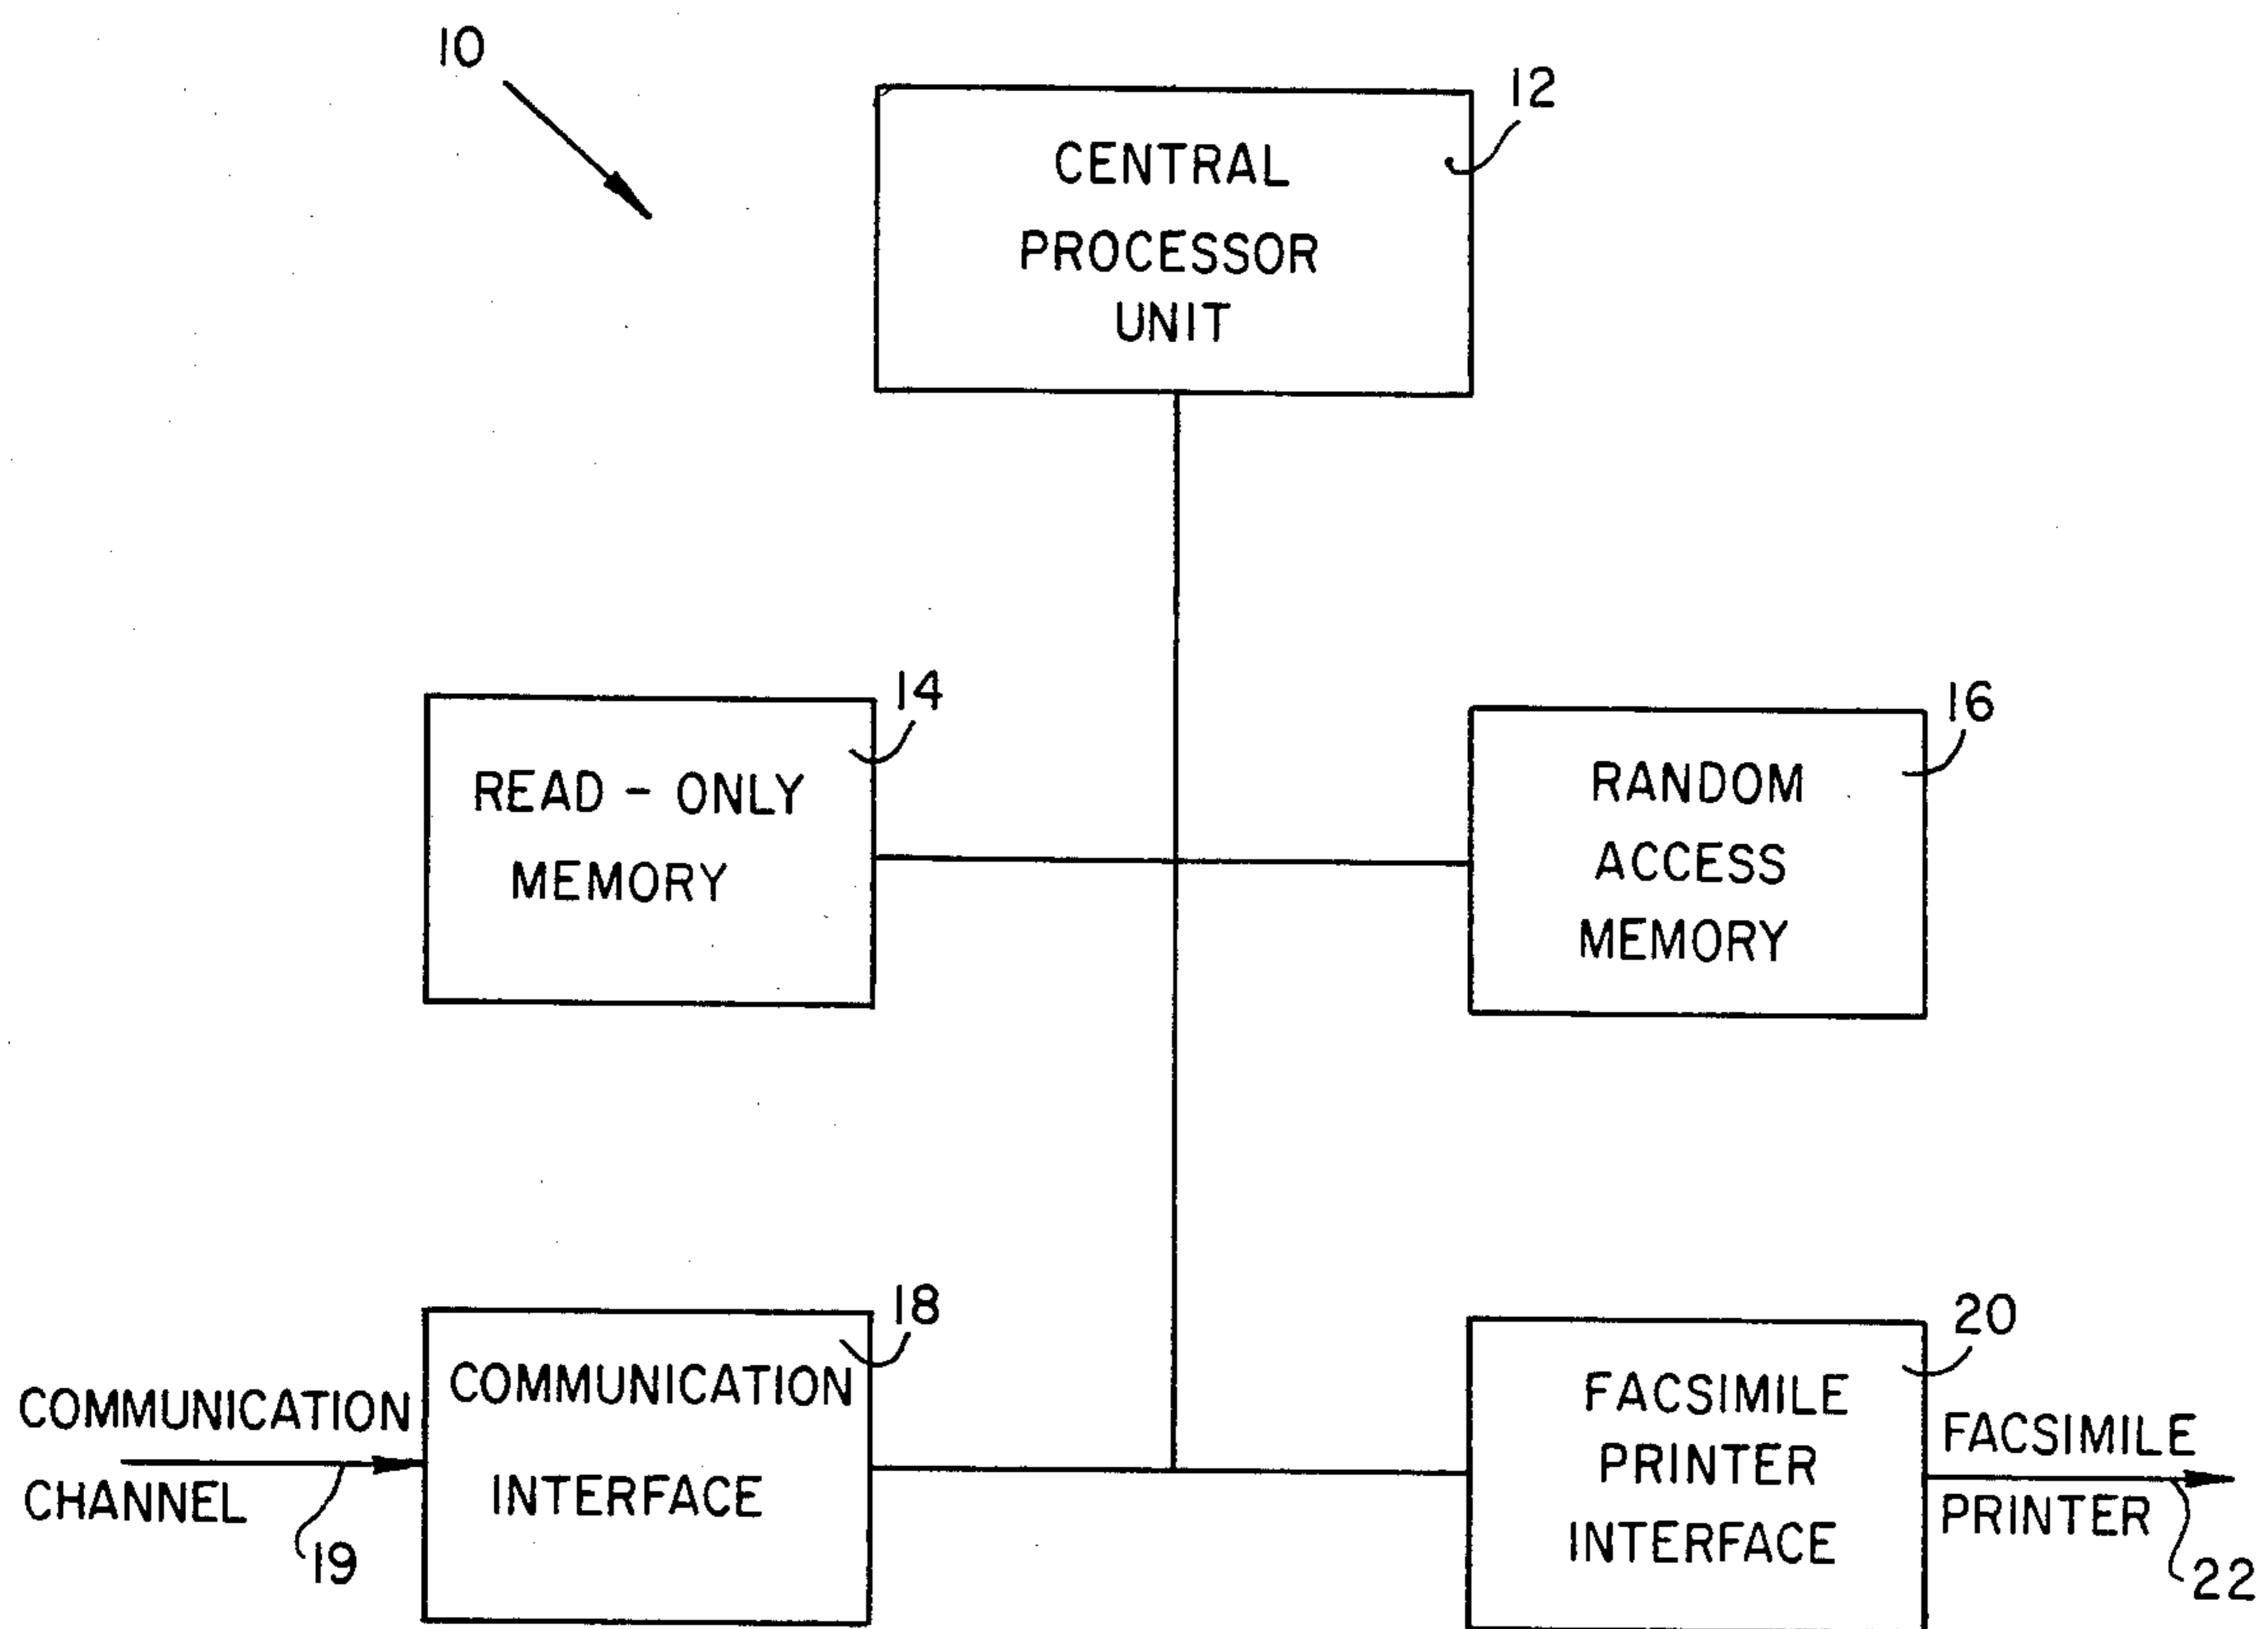 10
12
CENTRAL
PROCESSOR
UNIT
14
READ - ONLY
MEMORY
16
RANDOM
ACCESS
MEMORY
18
COMMUNICATION
INTERFACE
COMMUNICATION
CHANNEL
19
20
FACSIMILE
PRINTER
INTERFACE
FACSIMILE
PRINTER
22